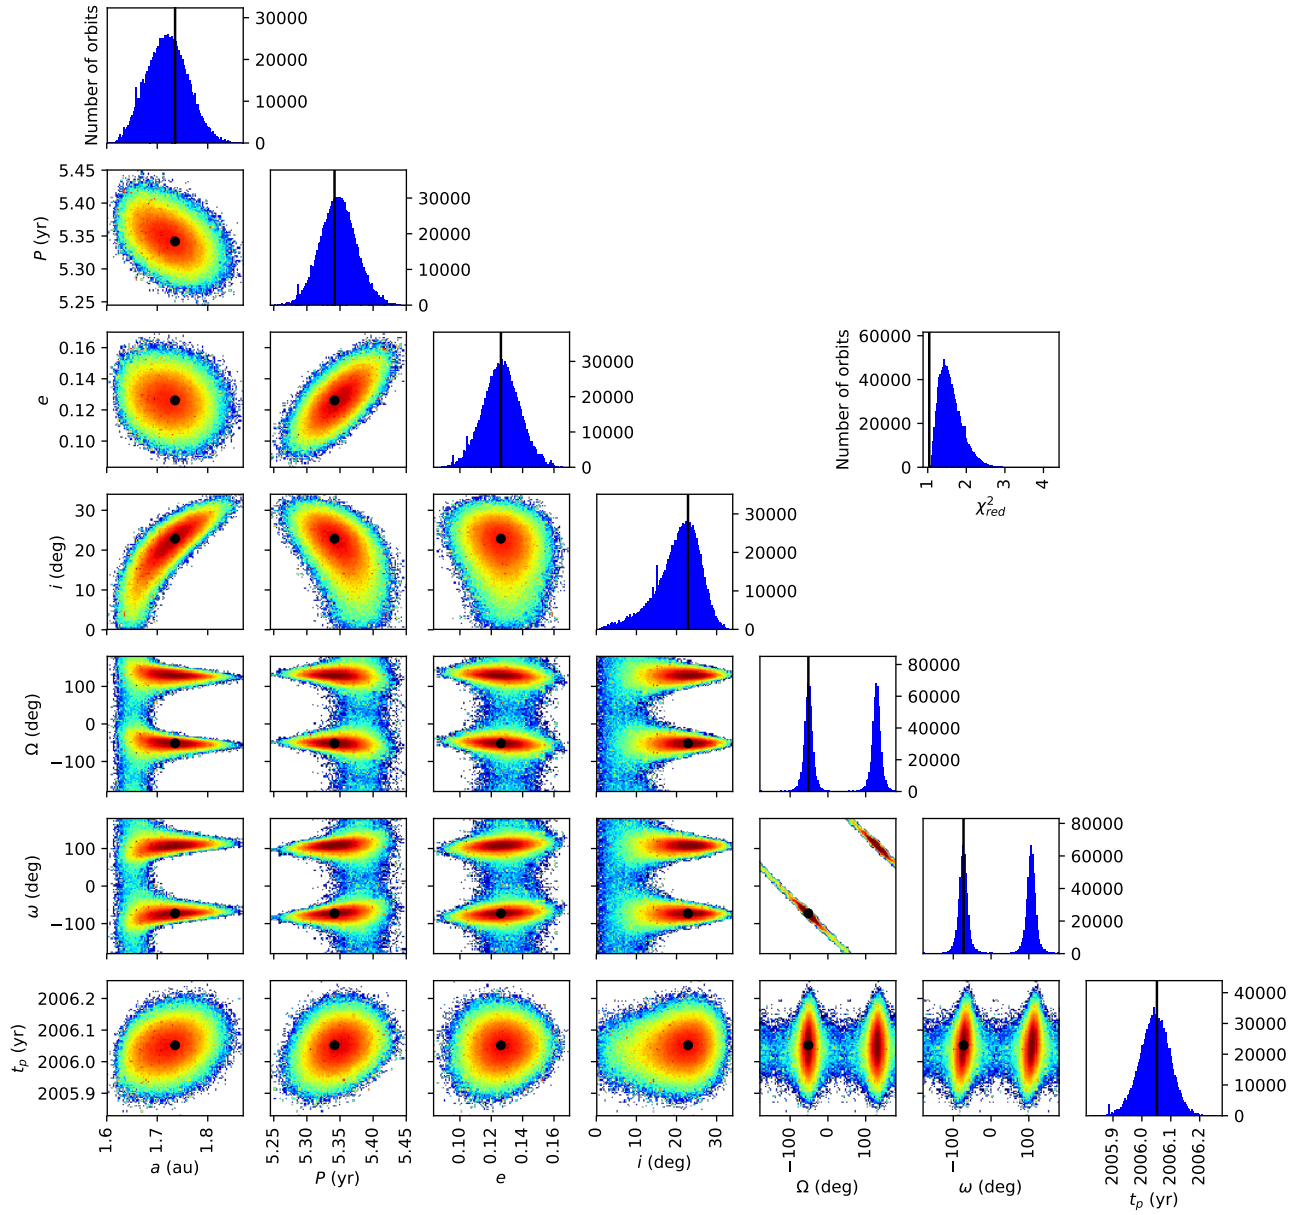 Number of orbits
30000
20000
10000
0
P (yr)
5.45
5.40
5.35
5.30
5.25
30000
20000
10000
0
e
0.16
0.14
0.12
0.10
30000
20000
10000
0
Number of orbits
60000
40000
20000
0
1 2 3 4
χ²red
i (deg)
30
20
10
0
30000
20000
10000
0
Ω (deg)
100
0
−100
80000
60000
40000
20000
0
ω (deg)
100
0
−100
80000
60000
40000
20000
0
tp (yr)
2006.2
2006.1
2006.0
2005.9
40000
30000
20000
10000
0
1.6 1.7 1.8
a (au)
5.25 5.30 5.35 5.40 5.45
P (yr)
0.10 0.12 0.14 0.16
e
0 10 20 30
i (deg)
−100 0 100
Ω (deg)
−100 0 100
ω (deg)
2005.9 2006.0 2006.1 2006.2
tp (yr)